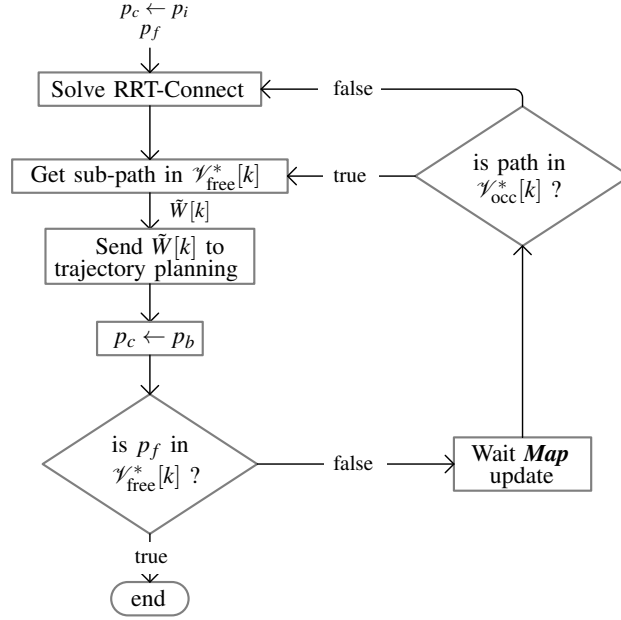 p_c ← p_i
p_f
Solve RRT-Connect
false
is path in
𝒱*_occ[k] ?
Get sub-path in 𝒱*_free[k]
true
W̃[k]
Send W̃[k] to
trajectory planning
p_c ← p_b
is p_f in
𝒱*_free[k] ?
false
Wait Map
update
true
end